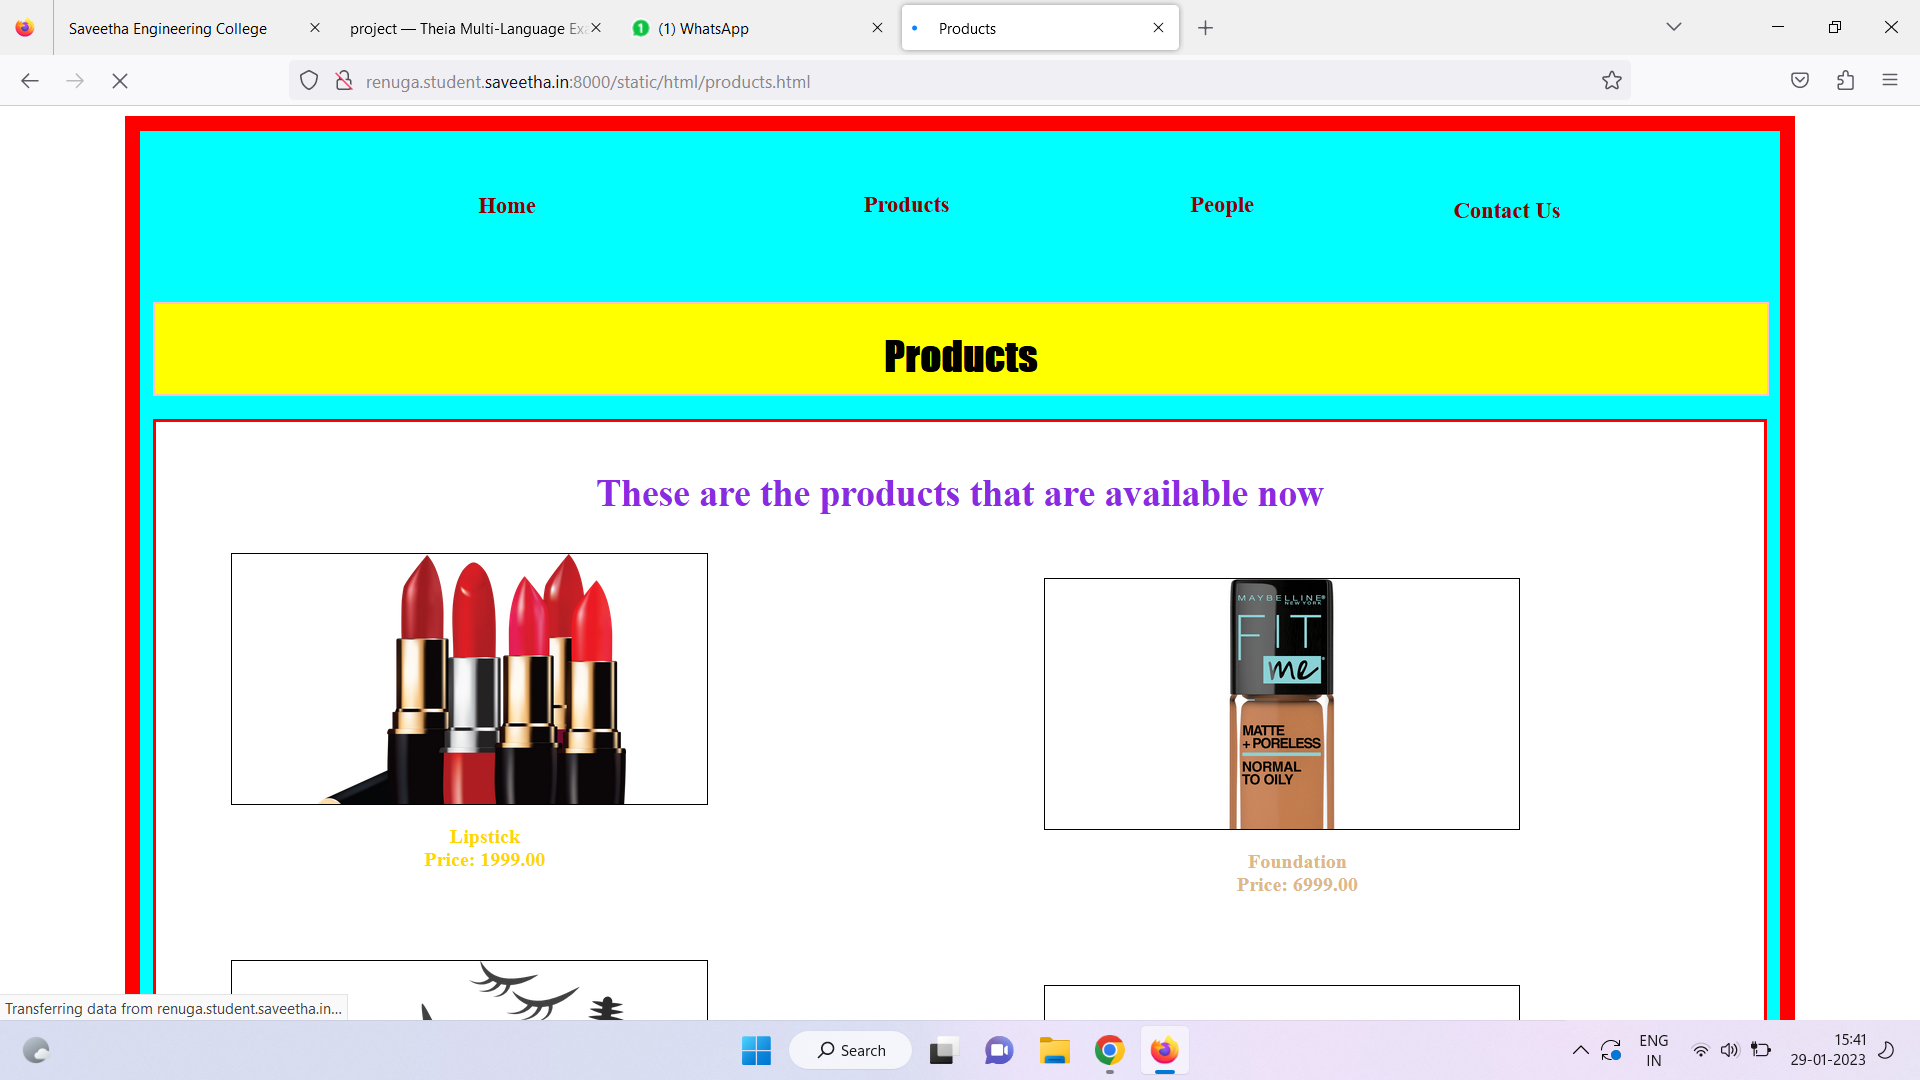 Saveetha Engineering College
project — Theia Multi-Language Ex
1 (1) WhatsApp
Products
renuga.student.saveetha.in:8000/static/html/products.html
Home
Products
People
Contact Us
Products
These are the products that are available now
MAYBELLINE®
NEW YORK
FIT
me
MATTE
+ PORELESS
NORMAL
TO OILY
Lipstick
Price: 1999.00
Foundation
Price: 6999.00
Transferring data from renuga.student.saveetha.in...
Search
ENG
IN
15:41
29-01-2023